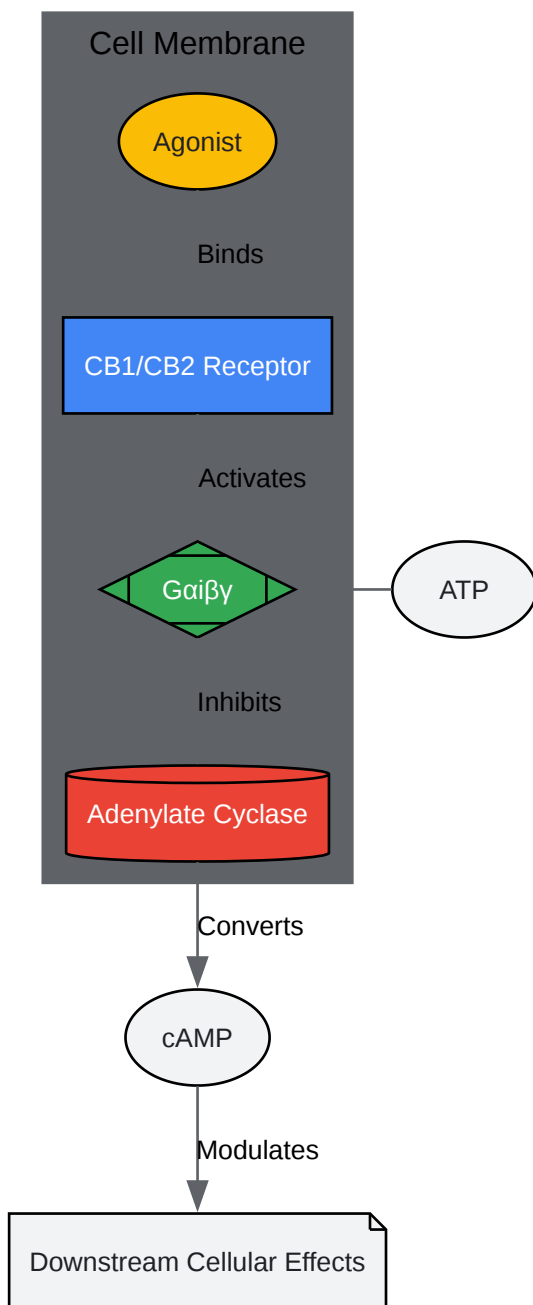 Cell Membrane
Agonist
Binds
CB1/CB2 Receptor
Activates
Gαiβγ
ATP
Inhibits
Adenylate Cyclase
Converts
cAMP
Modulates
Downstream Cellular Effects